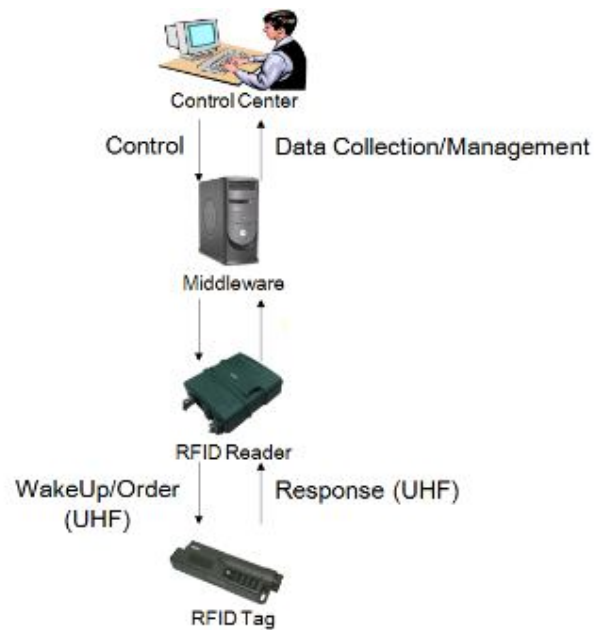 Control Center
Control
Data Collection/Management
Middleware
RFID Reader
WakeUp/Order
(UHF)
Response (UHF)
RFID Tag